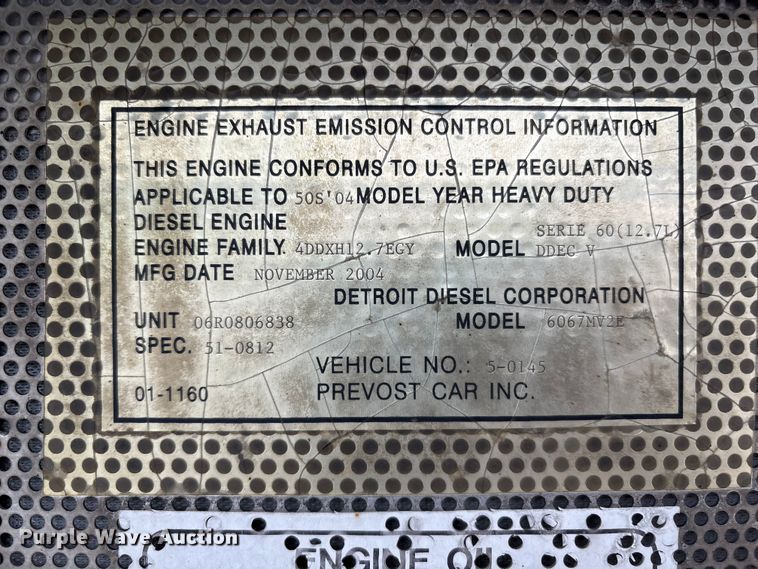 ENGINE EXHAUST EMISSION CONTROL INFORMATION
THIS ENGINE CONFORMS TO U.S. EPA REGULATIONS
APPLICABLE TO 50S'04 MODEL YEAR HEAVY DUTY
DIESEL ENGINE SERIE 60(12.7L)
ENGINE FAMILY. 4DDXH12.7EGY MODEL DDEC V
MFG DATE NOVEMBER 2004
DETROIT DIESEL CORPORATION
UNIT 06R0806838 MODEL 6067MV2E
SPEC. 51-0812
VEHICLE NO.: 5-0145
01-1160 PREVOST CAR INC.
Purple Wave Auction
ENGINE OIL